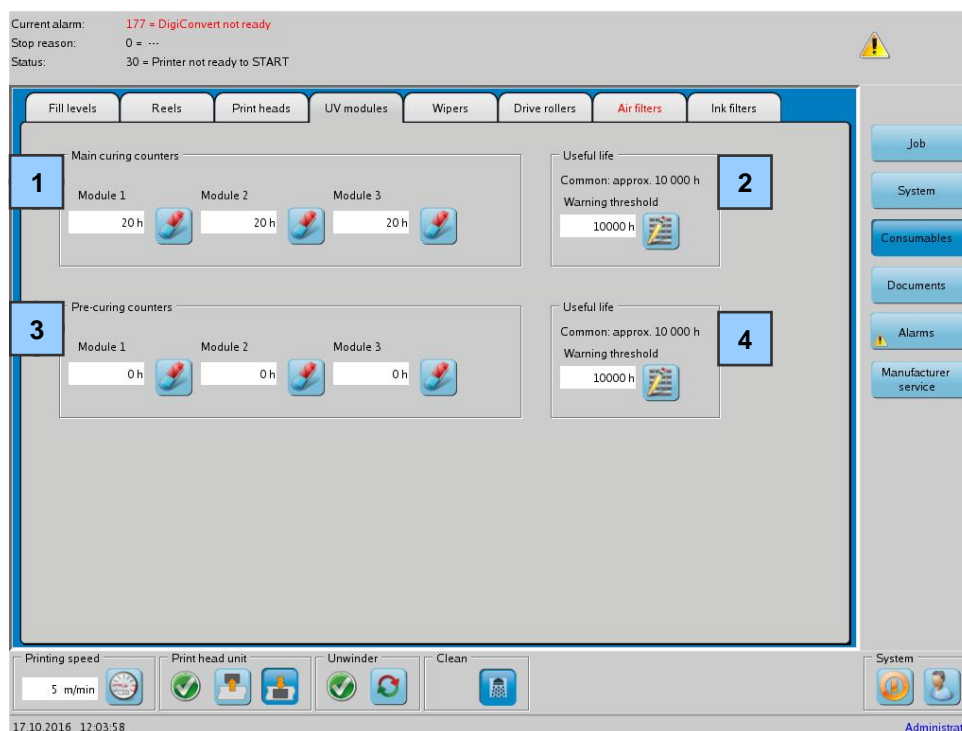 Current alarm: 177 = DigiConvert not ready
Stop reason: 0 = ---
Status: 30 = Printer not ready to START
Fill levels Reels Print heads UV modules Wipers Drive rollers Air filters Ink filters
Main curing counters
1
Module 1 Module 2 Module 3
20 h 20 h 20 h
Useful life
Common: approx. 10 000 h
2
Warning threshold
10000 h
Pre-curing counters
3
Module 1 Module 2 Module 3
0 h 0 h 0 h
Useful life
Common: approx. 10 000 h
4
Warning threshold
10000 h
Job
System
Consumables
Documents
Alarms
Manufacturer
service
Printing speed Print head unit Unwinder Clean System
5 m/min
17.10.2016 12:03:58 Administrat